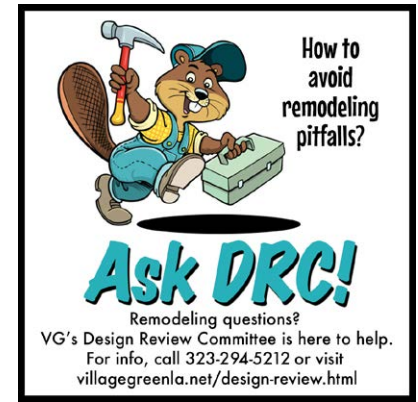 How to
avoid
remodeling
pitfalls?
Ask DRC!
Remodeling questions?
VG's Design Review Committee is here to help.
For info, call 323-294-5212 or visit
villagegreenla.net/design-review.html